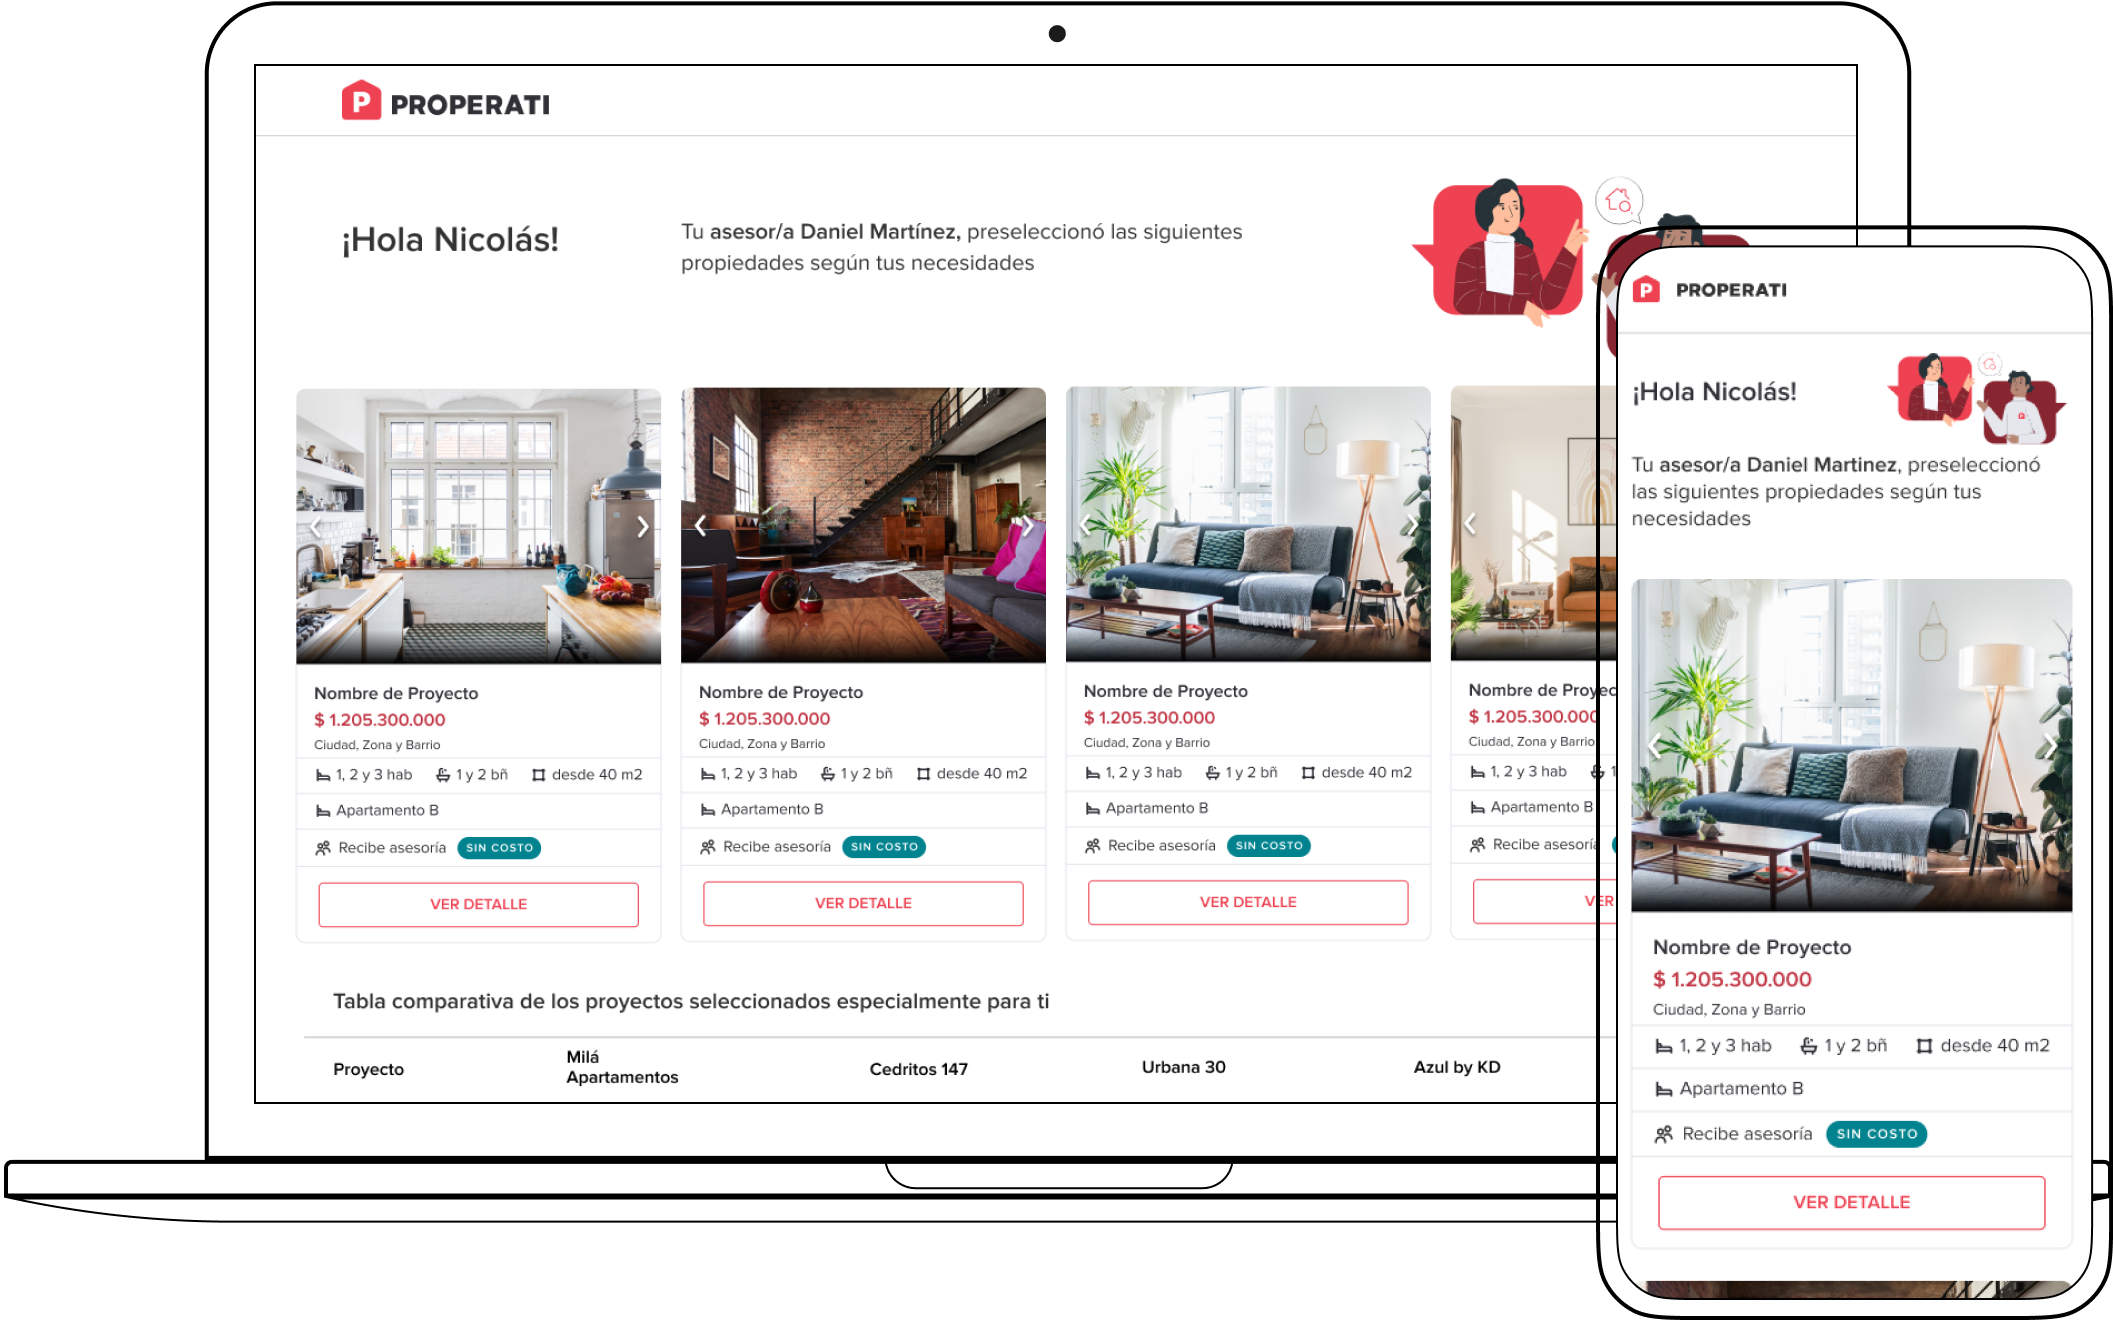 P PROPERATI
¡Hola Nicolás!
Tu asesor/a Daniel Martínez, preseleccionó las siguientes
propiedades según tus necesidades
Nombre de Proyecto
$ 1.205.300.000
Ciudad, Zona y Barrio
1, 2 y 3 hab 1 y 2 bñ desde 40 m2
Apartamento B
Recibe asesoría SIN COSTO
VER DETALLE
Nombre de Proyecto
$ 1.205.300.000
Ciudad, Zona y Barrio
1, 2 y 3 hab 1 y 2 bñ desde 40 m2
Apartamento B
Recibe asesoría SIN COSTO
VER DETALLE
Nombre de Proyecto
$ 1.205.300.000
Ciudad, Zona y Barrio
1, 2 y 3 hab 1 y 2 bñ desde 40 m2
Apartamento B
Recibe asesoría SIN COSTO
VER DETALLE
Nombre de Proyec
$ 1.205.300.000
Ciudad, Zona y Barrio
1, 2 y 3 hab 1
Apartamento B
Recibe asesoría
VER
Tabla comparativa de los proyectos seleccionados especialmente para ti
Proyecto Milá Apartamentos Cedritos 147 Urbana 30 Azul by KD
P PROPERATI
¡Hola Nicolás!
Tu asesor/a Daniel Martinez, preseleccionó
las siguientes propiedades según tus
necesidades
Nombre de Proyecto
$ 1.205.300.000
Ciudad, Zona y Barrio
1, 2 y 3 hab 1 y 2 bñ desde 40 m2
Apartamento B
Recibe asesoría SIN COSTO
VER DETALLE